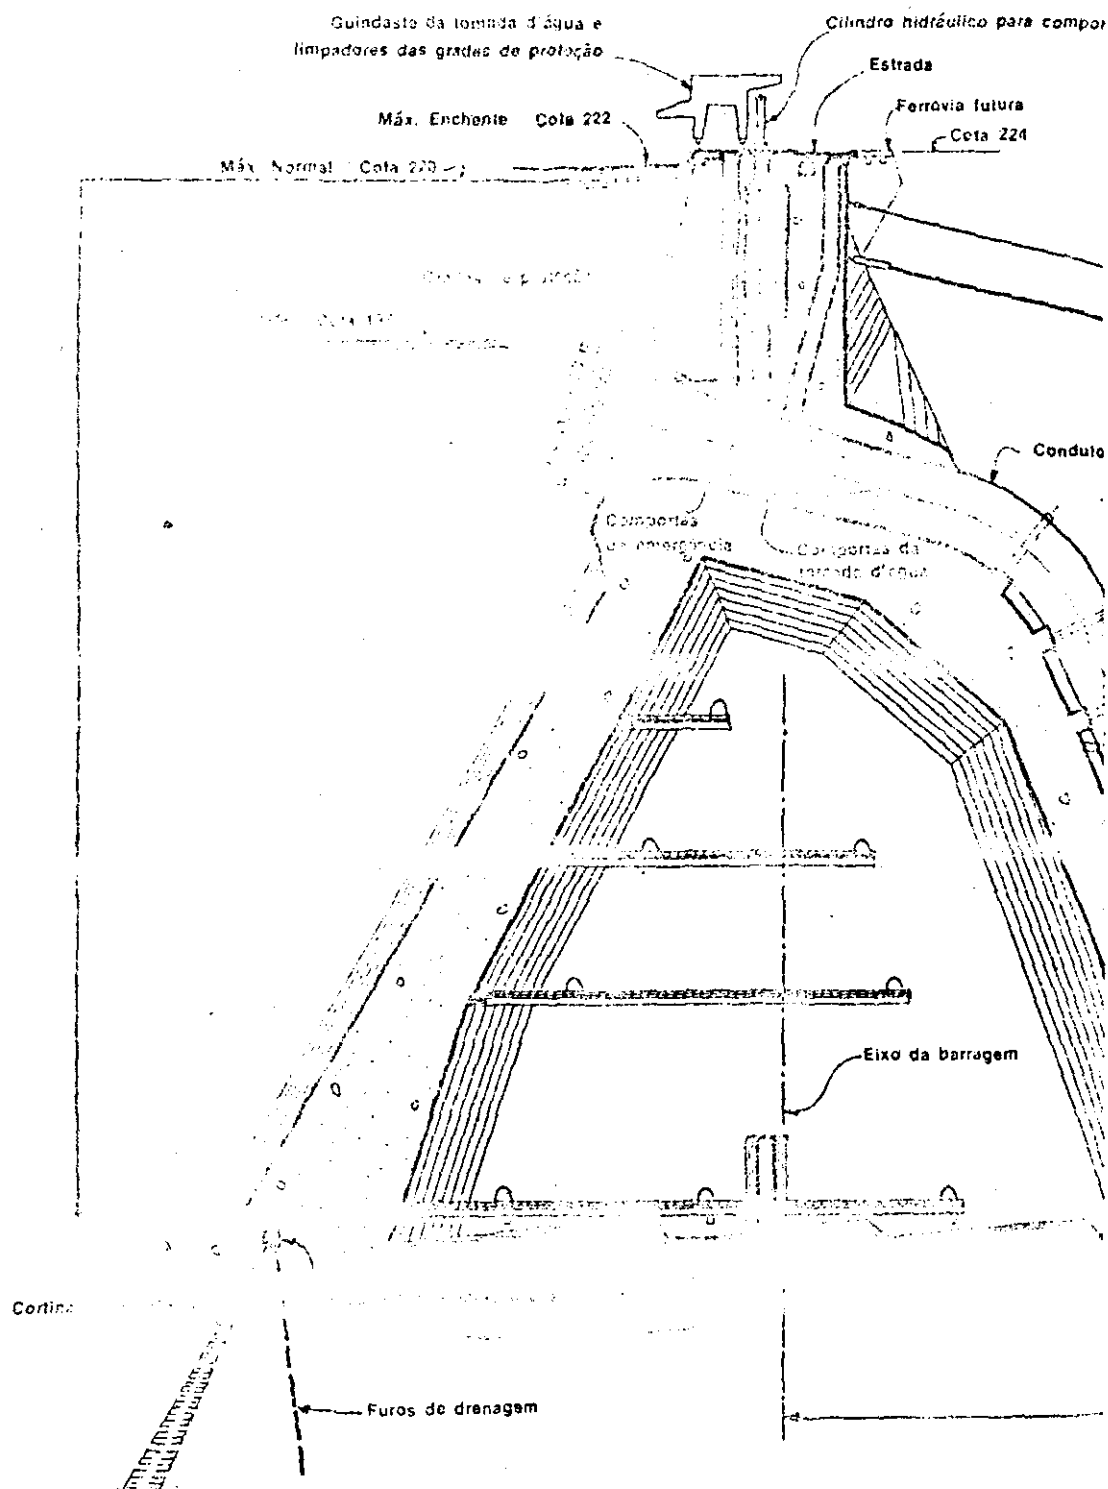 Guindaste da tomada d'água e
limpadores das grades de proteção
Cilindro hidráulico para compor
Estrada
Ferrovia futura
Máx. Enchente Cota 222
Cota 224
Máx. Normal Cota 220
Conduto
Comportas
de emergência
Comportas da
tomada d'água
Eixo da barragem
Cortina
Furos de drenagem